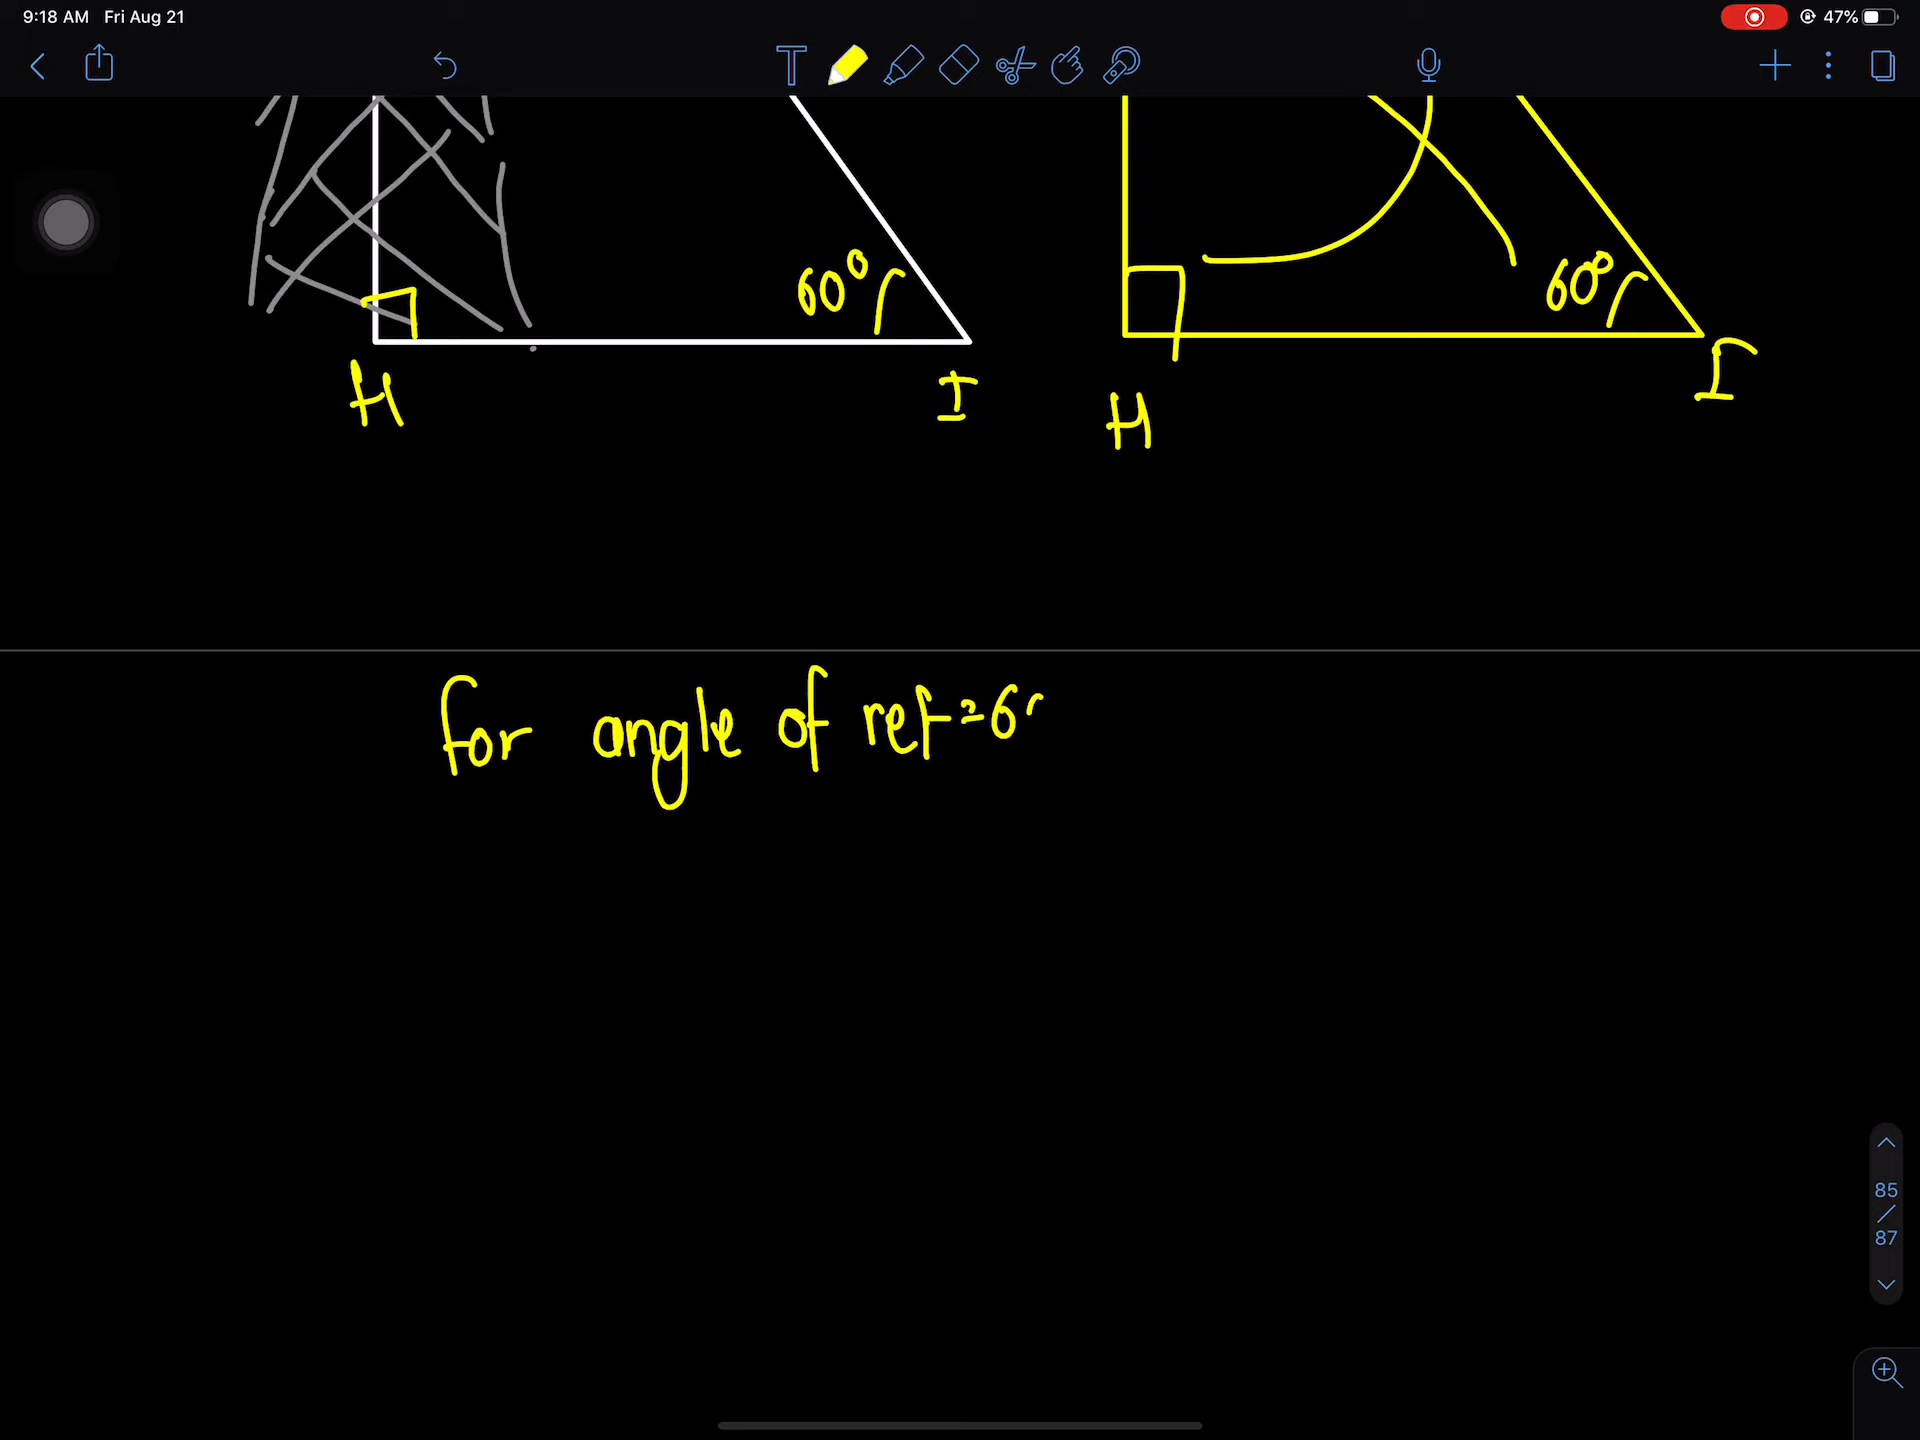 9:18 AM Fri Aug 21
47%
T
60° 60°
H I H I
for angle of ref = 6
85
/
87